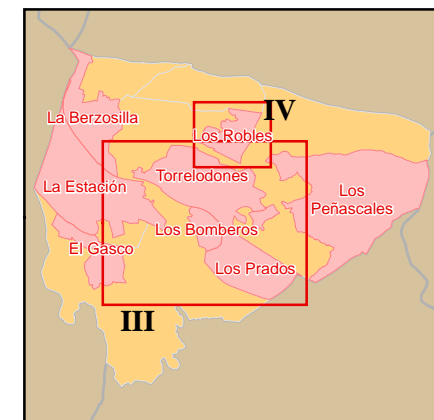 IV
La Berzosilla
Los Robles
Torrelodones
La Estación
Los
Peñascales
Los Bomberos
El Gasco
Los Prados
III